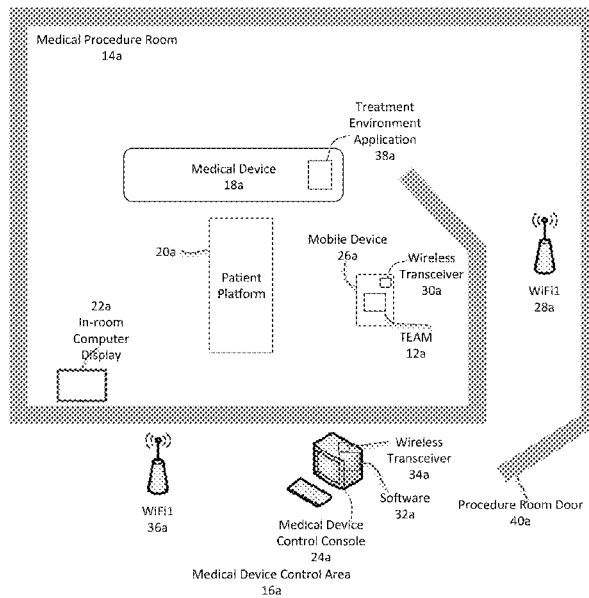 Medical Procedure Room
14a
Treatment
Environment
Application
38a
Medical Device
18a
Mobile Device
26a
Wireless
Transceiver
30a
20a
Patient
Platform
WiFi1
28a
TEAM
12a
22a
In-room
Computer
Display
Wireless
Transceiver
34a
Software
32a
WiFi1
36a
Medical Device
Control Console
24a
Procedure Room Door
40a
Medical Device Control Area
16a